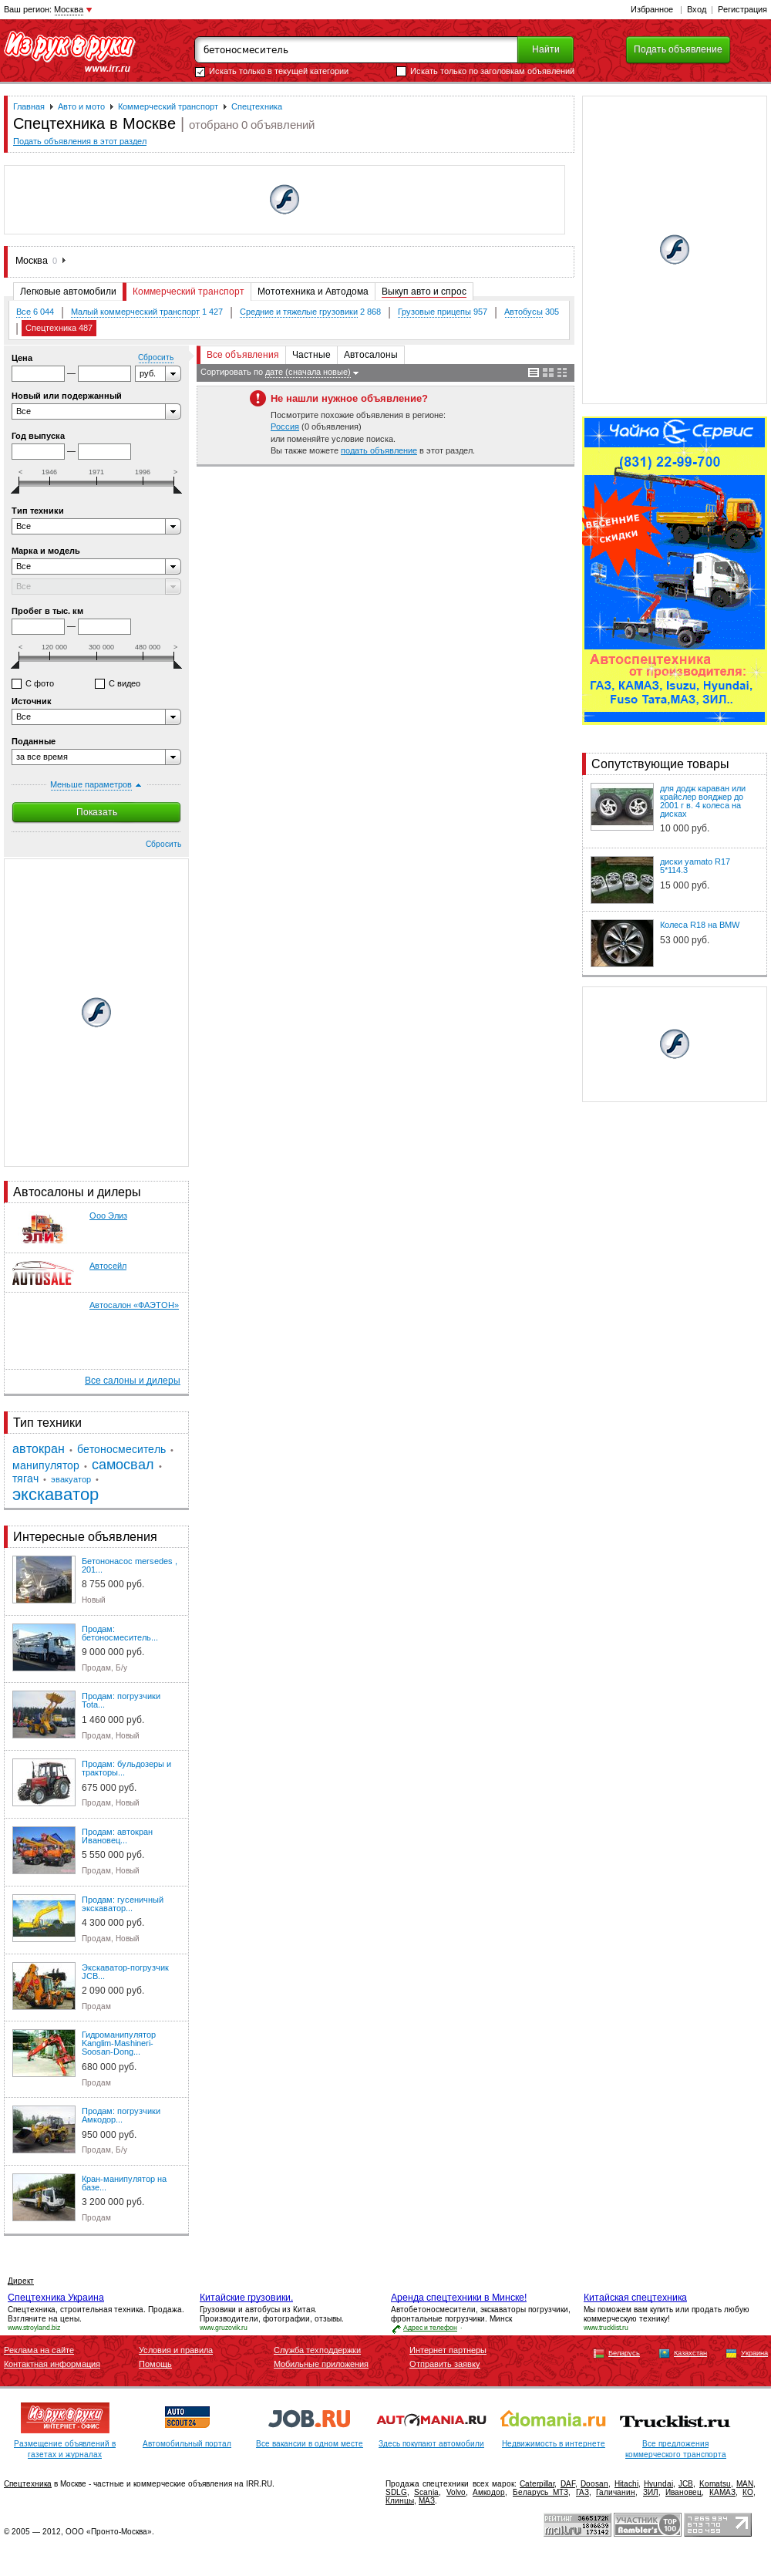 Ваш регион: Москва
Избранное | Вход | Регистрация
Из рук в руки
www.irr.ru
бетоносмеситель
Найти
Подать объявление
Искать только в текущей категории
Искать только по заголовкам объявлений
Главная Авто и мото Коммерческий транспорт Спецтехника
Спецтехника в Москве | отобрано 0 объявлений
Подать объявления в этот раздел
Москва 0
Легковые автомобили
Коммерческий транспорт
Мототехника и Автодома
Выкуп авто и спрос
Все 6 044 | Малый коммерческий транспорт 1 427 | Средние и тяжелые грузовики 2 868 | Грузовые прицепы 957 | Автобусы 305
| Спецтехника 487
Цена
Сбросить
— руб.
Новый или подержанный
Все
Год выпуска
—
< 1946 1971 1996 >
Тип техники
Все
Марка и модель
Все
Все
Пробег в тыс. км
—
< 120 000 300 000 480 000 >
С фото
С видео
Источник
Все
Поданные
за все время
Меньше параметров
Показать
Сбросить
Все объявления
Частные
Автосалоны
Сортировать по дате (сначала новые)
Не нашли нужное объявление?
Посмотрите похожие объявления в регионе:
Россия (0 объявления)
или поменяйте условие поиска.
Вы также можете подать объявление в этот раздел.
Чайка Сервис
(831) 22-99-700
ВЕСЕННИЕ СКИДКИ
Автоспецтехника
от производителя:
ГАЗ, КАМАЗ, Isuzu, Hyundai,
Fuso Тата,МАЗ, ЗИЛ..
Сопутствующие товары
для додж караван или
крайслер вояджер до
2001 г в. 4 колеса на
дисках
10 000 руб.
диски yamato R17
5*114.3
15 000 руб.
Колеса R18 на BMW
53 000 руб.
Автосалоны и дилеры
ЭЛИЗ
Ооо Элиз
AUTOSALE
Автосейл
Автосалон «ФАЭТОН»
Все салоны и дилеры
Тип техники
автокран • бетоносмеситель •
манипулятор • самосвал •
тягач • эвакуатор •
экскаватор
Интересные объявления
Бетононасос mersedes ,
201...
8 755 000 руб.
Новый
Продам:
бетоносмеситель...
9 000 000 руб.
Продам, Б/у
Продам: погрузчики
Tota...
1 460 000 руб.
Продам, Новый
Продам: бульдозеры и
тракторы...
675 000 руб.
Продам, Новый
Продам: автокран
Ивановец...
5 550 000 руб.
Продам, Новый
Продам: гусеничный
экскаватор...
4 300 000 руб.
Продам, Новый
Экскаватор-погрузчик
JCB...
2 090 000 руб.
Продам
Гидроманипулятор
Kanglim-Mashineri-
Soosan-Dong...
680 000 руб.
Продам
Продам: погрузчики
Амкодор...
950 000 руб.
Продам, Б/у
Кран-манипулятор на
базе...
3 200 000 руб.
Продам
Директ
Спецтехника Украина
Спецтехника, строительная техника. Продажа.
Взгляните на цены.
www.stroyland.biz
Китайские грузовики.
Грузовики и автобусы из Китая.
Производители, фотографии, отзывы.
www.gruzovik.ru
Аренда спецтехники в Минске!
Автобетоносмесители, экскаваторы погрузчики,
фронтальные погрузчики. Минск
Адрес и телефон
Китайская спецтехника
Мы поможем вам купить или продать любую
коммерческую технику!
www.trucklist.ru
Реклама на сайте
Условия и правила
Служба техподдержки
Интернет партнеры
Беларусь
Казахстан
Украина
Контактная информация
Помощь
Мобильные приложения
Отправить заявку
Из рук в руки
ИНТЕРНЕТ - ОФИС
AUTO
SCOUT24
JOB.RU
AUTOMANIA.RU
domania.ru
Trucklist.ru
Размещение объявлений в
газетах и журналах
Автомобильный портал
Все вакансии в одном месте
Здесь покупают автомобили
Недвижимость в интернете
Все предложения
коммерческого транспорта
Спецтехника в Москве - частные и коммерческие объявления на IRR.RU.
Продажа спецтехники всех марок: Caterpillar, DAF, Doosan, Hitachi, Hyundai, JCB, Komatsu, MAN,
SDLG, Scania, Volvo, Амкодор, Беларусь МТЗ, ГАЗ, Галичанин, ЗИЛ, Ивановец, КАМАЗ, КО,
Клинцы, МАЗ.
© 2005 — 2012, ООО «Пронто-Москва».
РЕЙТИНГ
mail.ru
УЧАСТНИК
Rambler's
TOP 100